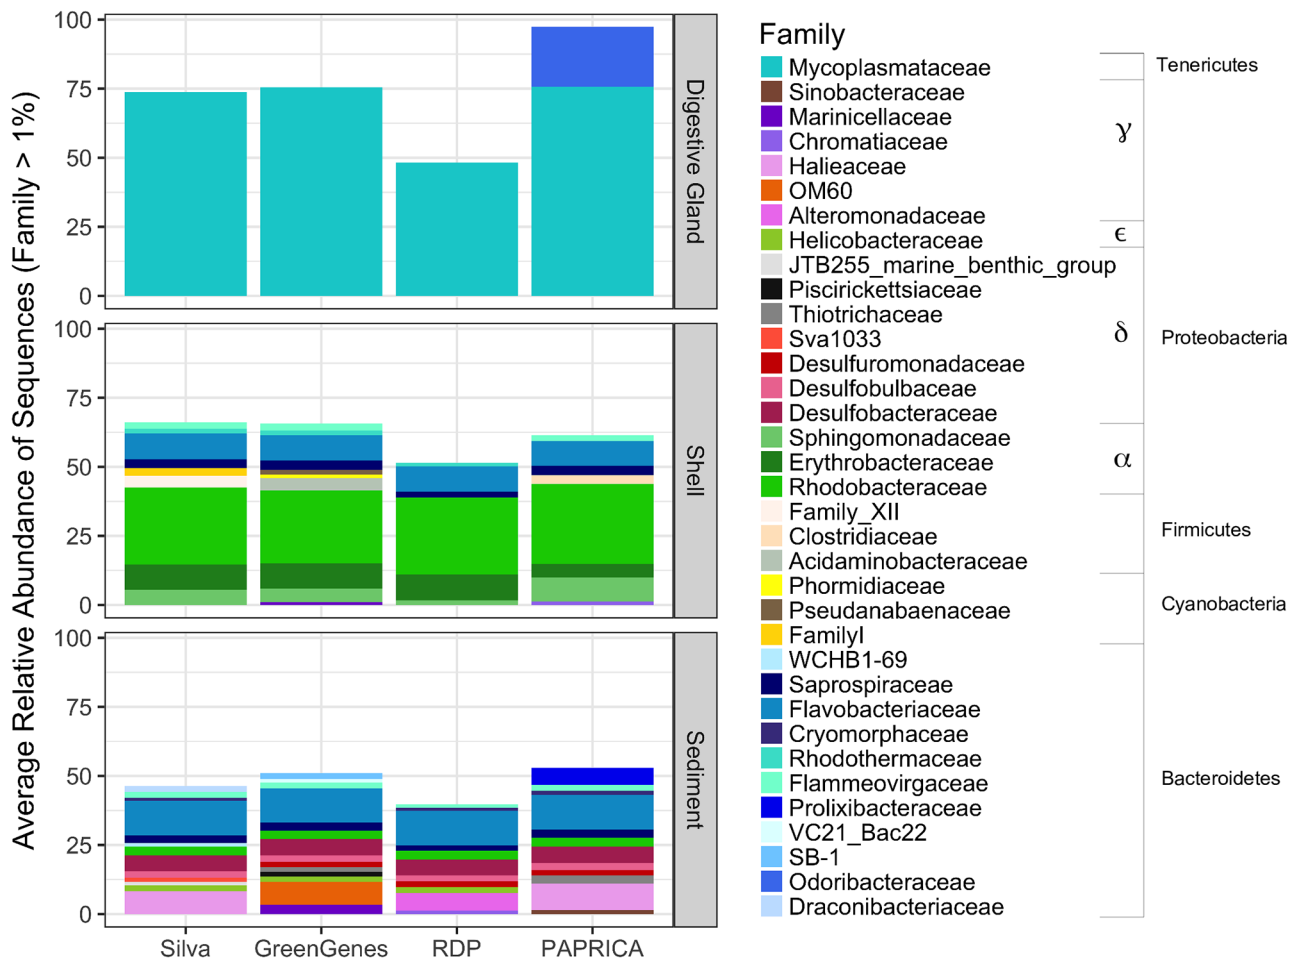 Average Relative Abundance of Sequences (Family > 1%)
100
75
50
25
0
Digestive Gland
100
75
50
25
0
Shell
100
75
50
25
0
Sediment
Silva GreenGenes RDP PAPRICA
Family
Mycoplasmataceae
Sinobacteraceae
Marinicellaceae
Chromatiaceae
Halieaceae
OM60
Alteromonadaceae
Helicobacteraceae
JTB255_marine_benthic_group
Piscirickettsiaceae
Thiotrichaceae
Sva1033
Desulfuromonadaceae
Desulfobulbaceae
Desulfobacteraceae
Sphingomonadaceae
Erythrobacteraceae
Rhodobacteraceae
Family_XII
Clostridiaceae
Acidaminobacteraceae
Phormidiaceae
Pseudanabaenaceae
FamilyI
WCHB1-69
Saprospiraceae
Flavobacteriaceae
Cryomorphaceae
Rhodothermaceae
Flammeovirgaceae
Prolixibacteraceae
VC21_Bac22
SB-1
Odoribacteraceae
Draconibacteriaceae
γ
ϵ
δ
α
Tenericutes
Proteobacteria
Firmicutes
Cyanobacteria
Bacteroidetes